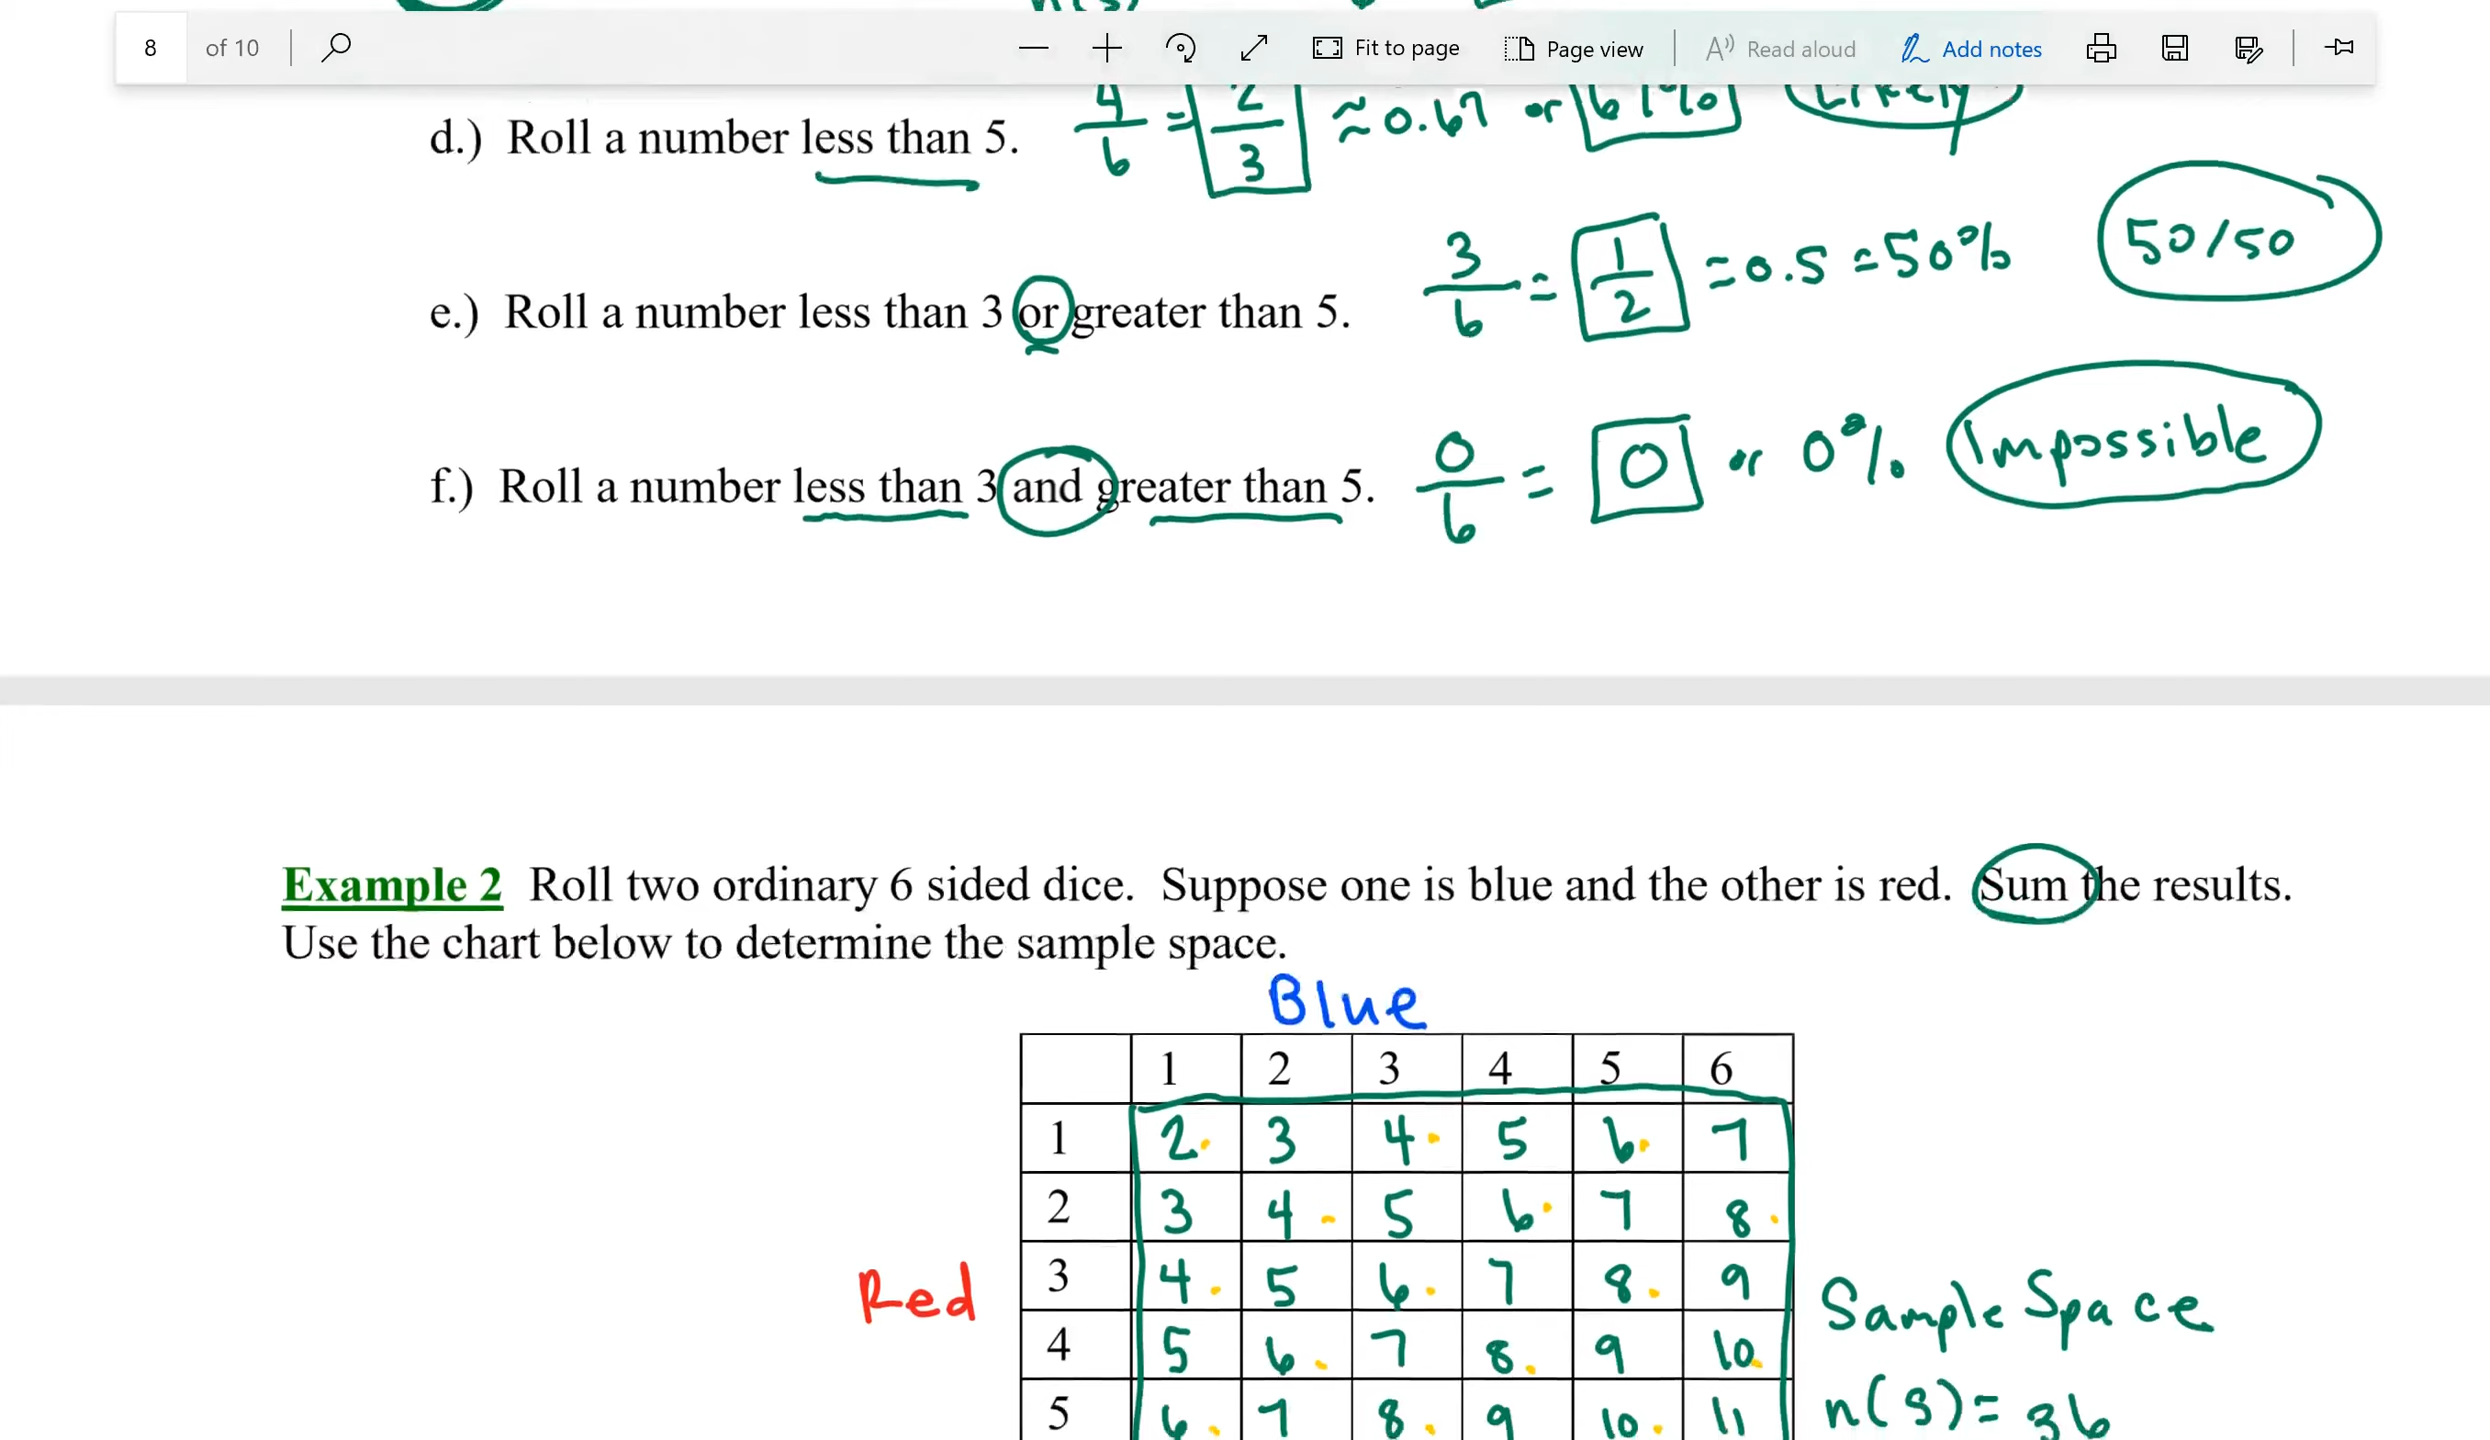 n(s)
8 of 10 Fit to page Page view Read aloud Add notes
d.) Roll a number less than 5. 4/6 = 2/3 ≈ 0.67 or 67% Likely
e.) Roll a number less than 3 or greater than 5. 3/6 = 1/2 = 0.5 = 50% 50/50
f.) Roll a number less than 3 and greater than 5. 0/6 = 0 or 0% Impossible
Example 2 Roll two ordinary 6 sided dice. Suppose one is blue and the other is red. Sum the results.
Use the chart below to determine the sample space.
Blue
1 2 3 4 5 6
1 2 3 4 5 6 7
2 3 4 5 6 7 8
Red
3 4 5 6 7 8 9
Sample Space
4 5 6 7 8 9 10
5 6 7 8 9 10 11
n(s) = 36